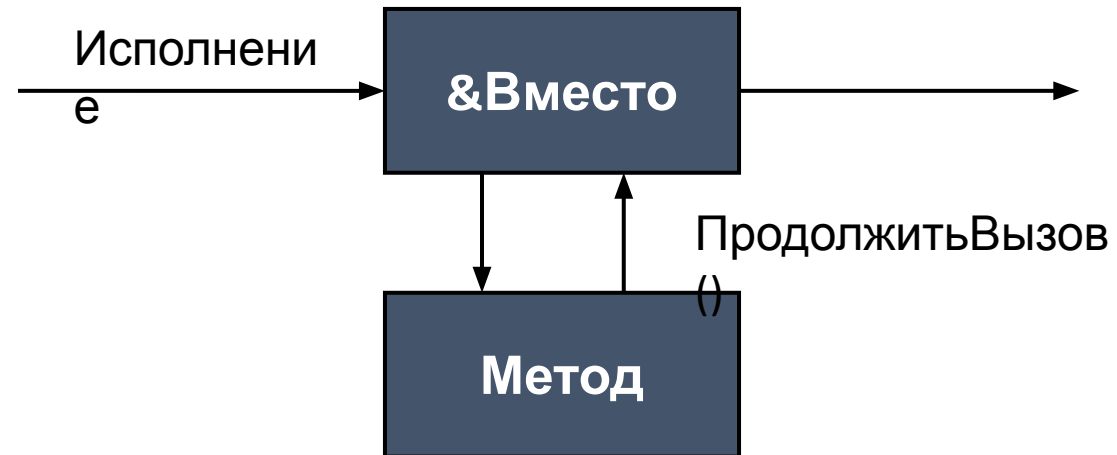 Исполнени
е
&Вместо
ПродолжитьВызов
()
Метод